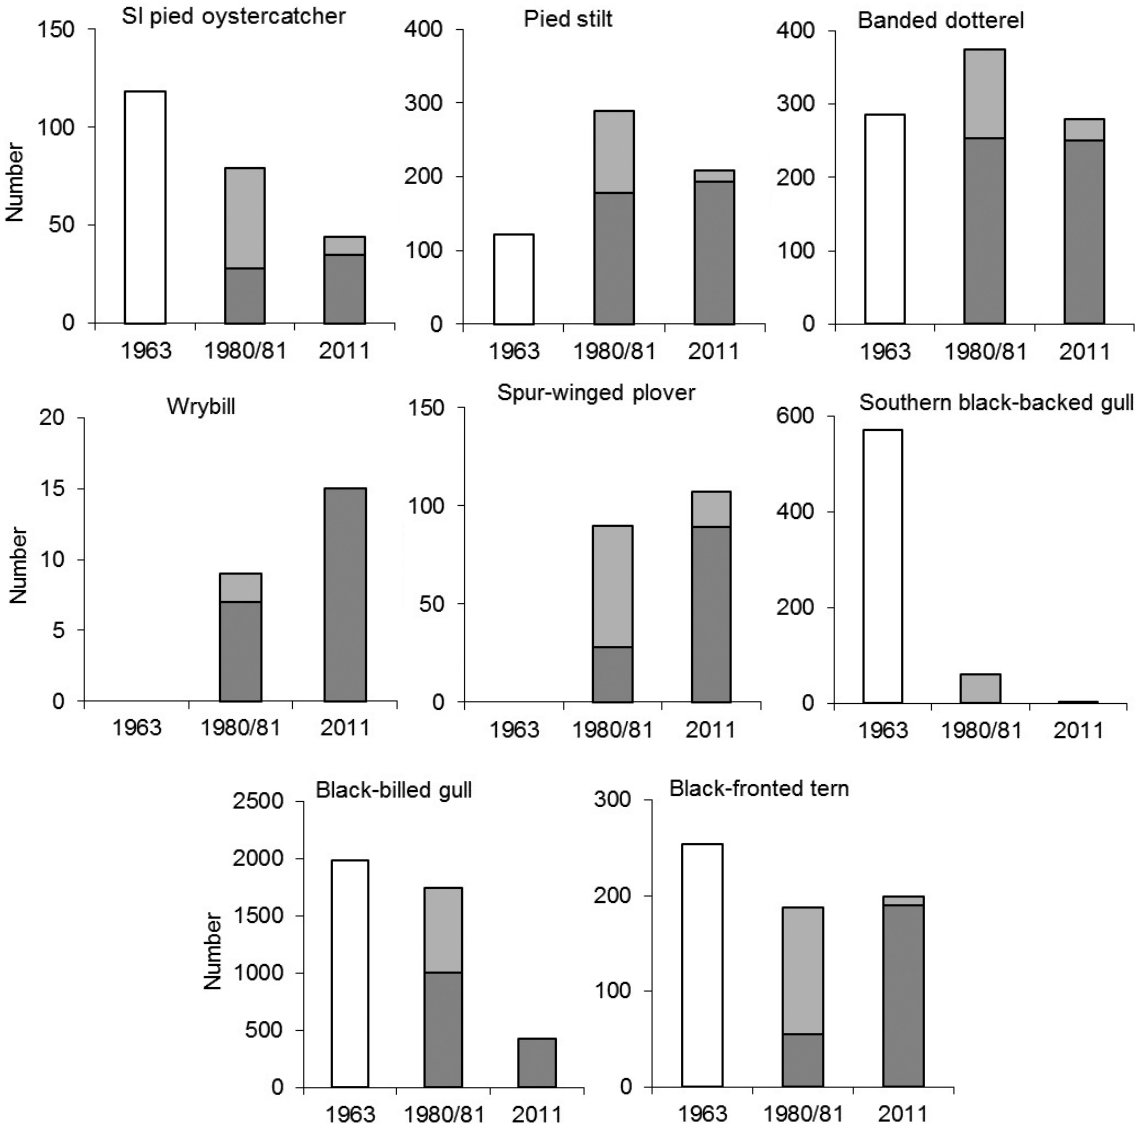 SI pied oystercatcher
150
100
50
0
Number
1963 1980/81 2011
Pied stilt
400
300
200
100
0
1963 1980/81 2011
Banded dotterel
400
300
200
100
0
1963 1980/81 2011
Wrybill
20
15
10
5
0
Number
1963 1980/81 2011
Spur-winged plover
150
100
50
0
1963 1980/81 2011
Southern black-backed gull
600
400
200
0
1963 1980/81 2011
Black-billed gull
2500
2000
1500
1000
500
0
Number
1963 1980/81 2011
Black-fronted tern
300
200
100
0
1963 1980/81 2011